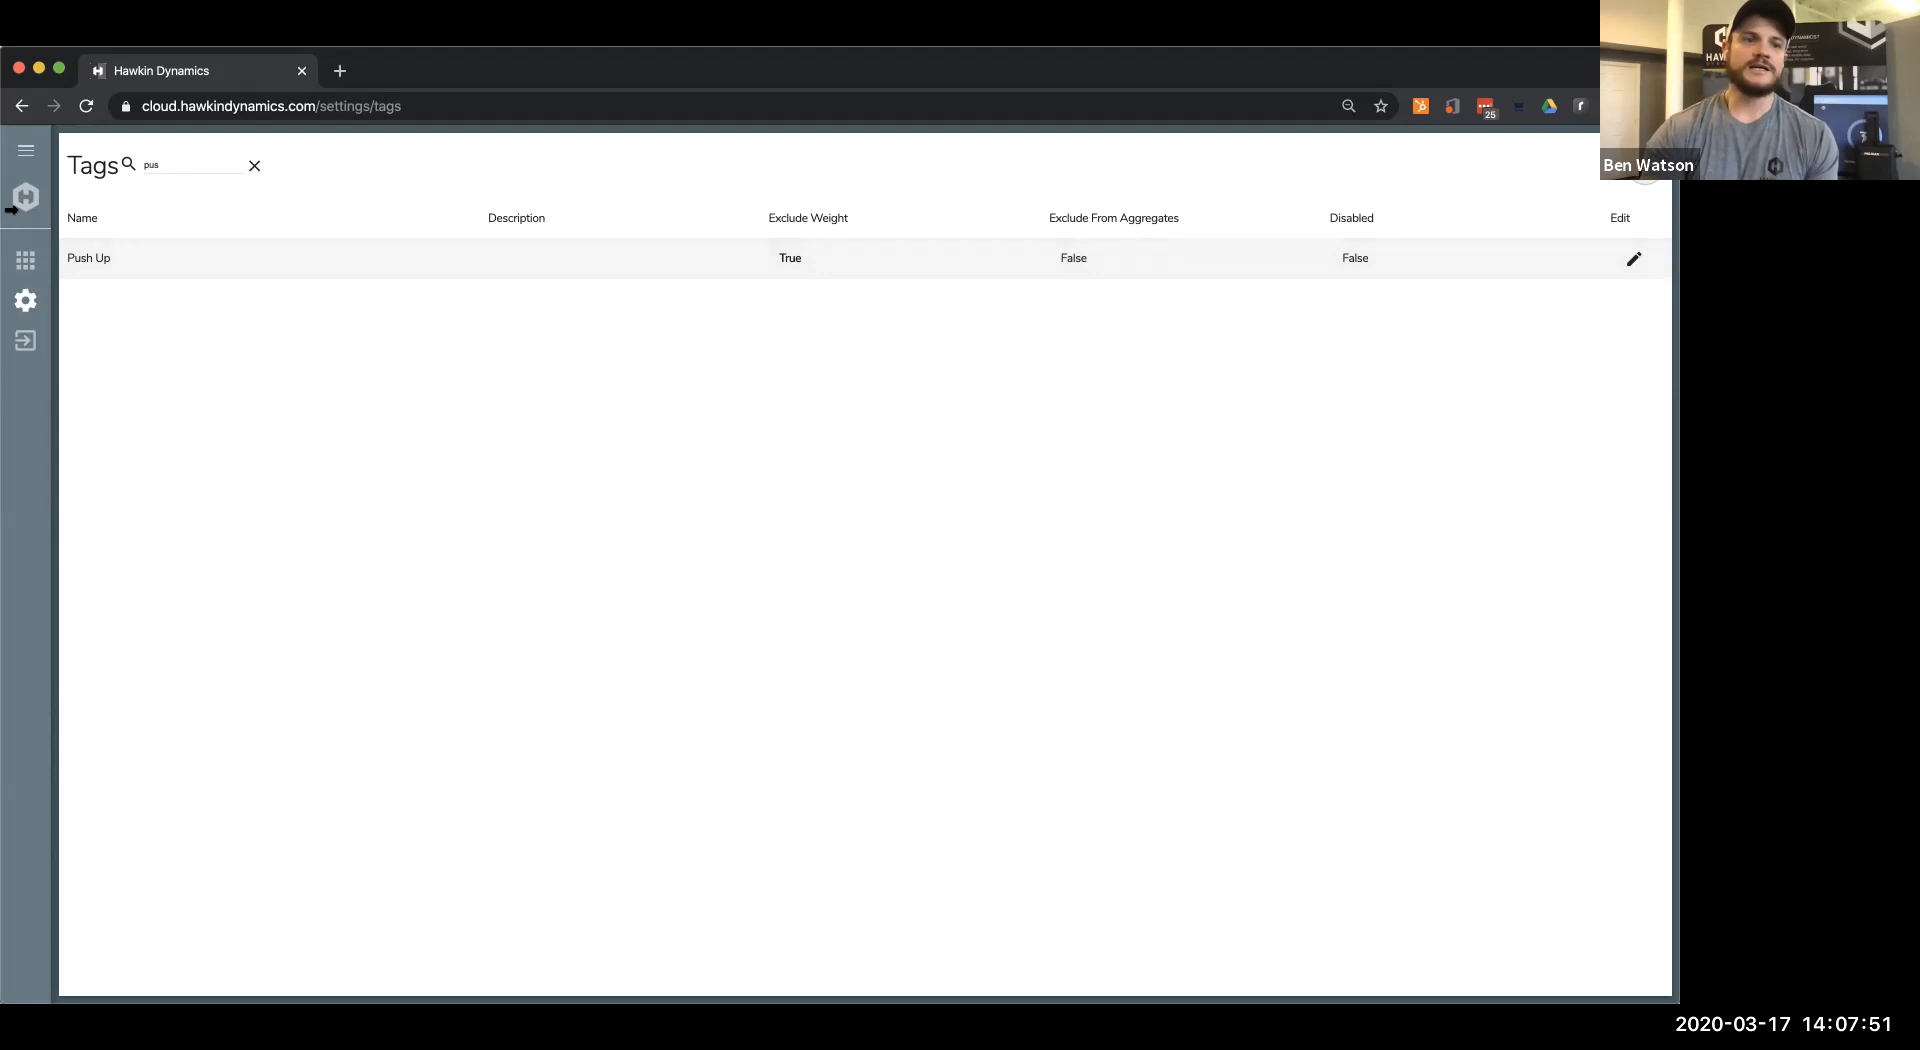 Hawkin Dynamics
cloud.hawkindynamics.com/settings/tags
25
Ben Watson
Tags pus
Name Description Exclude Weight Exclude From Aggregates Disabled Edit
Push Up True False False
2020-03-17 14:07:51